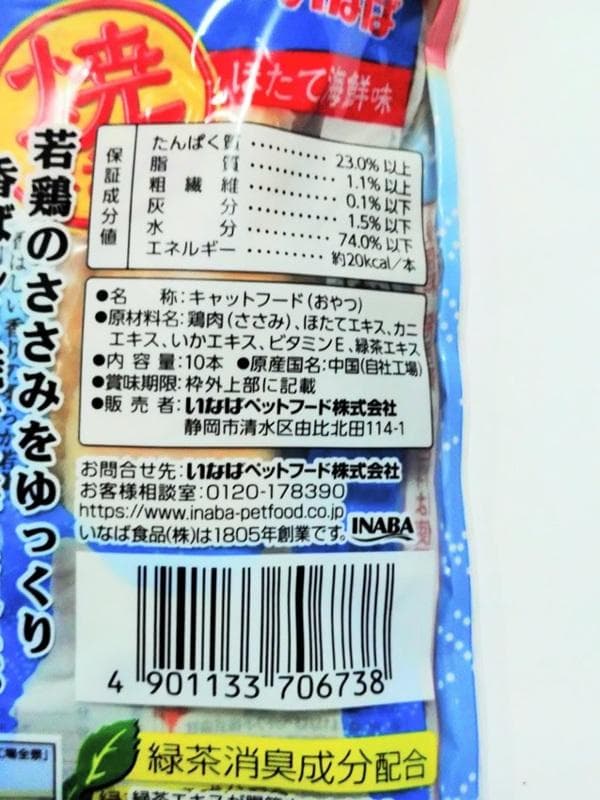 いなば
焼
ほたて海鮮味
若鶏のささみをゆっくり
保証成分値
たんぱく質 ・・・・・・・・・・ 23.0%以上
脂質 ・・・・・・・・・・ 1.1%以上
粗繊維 ・・・・・・・・・・ 0.1%以下
灰分 ・・・・・・・・・・ 1.5%以下
水分 ・・・・・・・・・・ 74.0%以下
エネルギー ・・・・・・・・・・ 約20kcal/本
●名 称:キャットフード(おやつ)
●原材料名:鶏肉(ささみ)、ほたてエキス、カニ
エキス、いかエキス、ビタミンE、緑茶エキス
●内容量:10本 ●原産国名:中国(自社工場)
●賞味期限:枠外上部に記載
●販売者:いなばペットフード株式会社
静岡市清水区由比北田114-1
お問合せ先:いなばペットフード株式会社
お客様相談室:0120-178390
https://www.inaba-petfood.co.jp
いなば食品(株)は1805年創業です。INABA
4 901133 706738
緑茶消臭成分配合